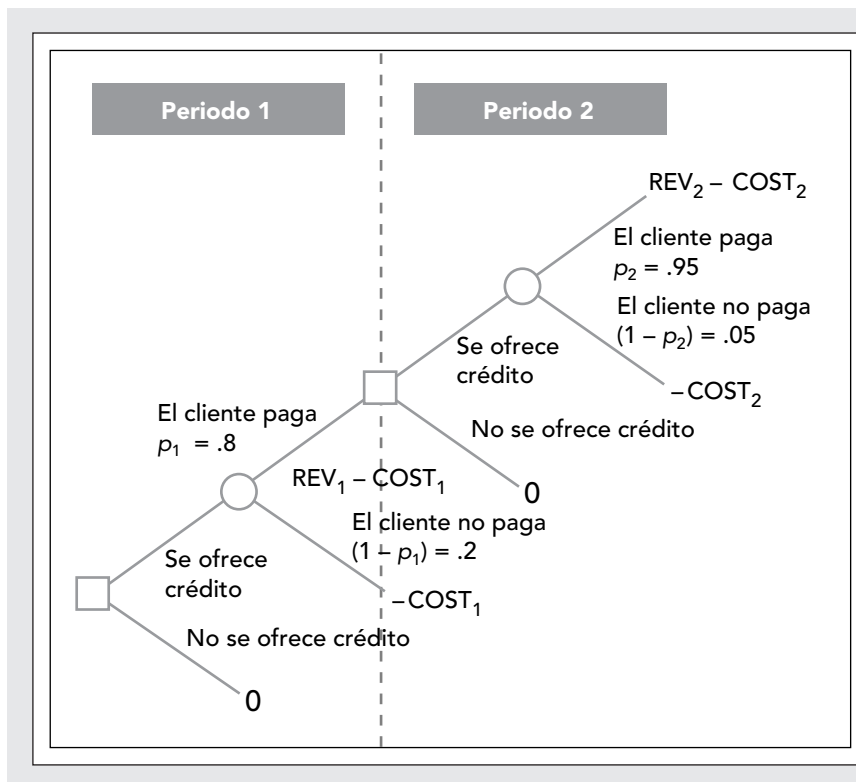 Periodo 1
Periodo 2
REV₂ – COST₂
El cliente paga
p₂ = .95
El cliente no paga
(1 – p₂) = .05
Se ofrece
crédito
–COST₂
El cliente paga
p₁ = .8
No se ofrece crédito
REV₁ – COST₁
0
El cliente no paga
(1 – p₁) = .2
Se ofrece
crédito
–COST₁
No se ofrece crédito
0